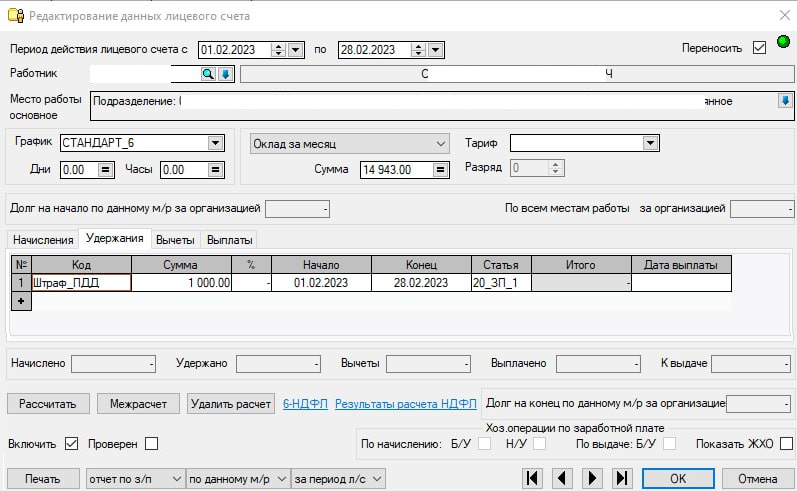 Редактирование данных лицевого счета
Период действия лицевого счета с 01.02.2023 по 28.02.2023 Переносить
Работник С Ч
Место работы основное Подразделение: нное
График СТАНДАРТ_6 Оклад за месяц Тариф
Дни 0.00 Часы 0.00 Сумма 14 943.00 Разряд 0
Долг на начало по данному м/р за организацией - По всем местам работы за организацией -
Начисления Удержания Вычеты Выплаты
№ Код Сумма % Начало Конец Статья Итого Дата выплаты
1 Штраф_ПДД 1 000.00 - 01.02.2023 28.02.2023 20_ЗП_1 -
+
Начислено - Удержано - Вычеты - Выплачено - К выдаче -
Рассчитать Межрасчет Удалить расчет 6-НДФЛ Результаты расчета НДФЛ Долг на конец по данному м/р за организацие -
Хоз.операции по заработной плате
Включить Проверен По начислению: Б/У Н/У По выдаче: Б/У Показать ЖХО
Печать отчет по з/п по данному м/р за период л/с OK Отмена